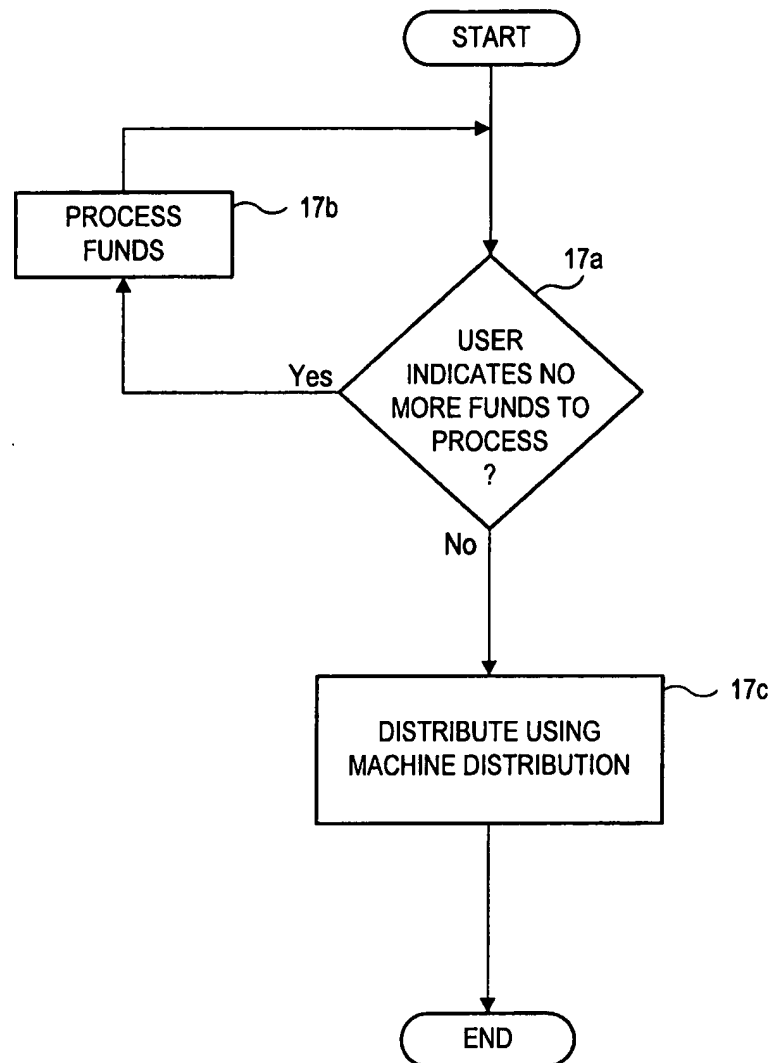 START
PROCESS
FUNDS
17b
17a
USER
INDICATES NO
MORE FUNDS TO
PROCESS
?
Yes
No
17c
DISTRIBUTE USING
MACHINE DISTRIBUTION
END